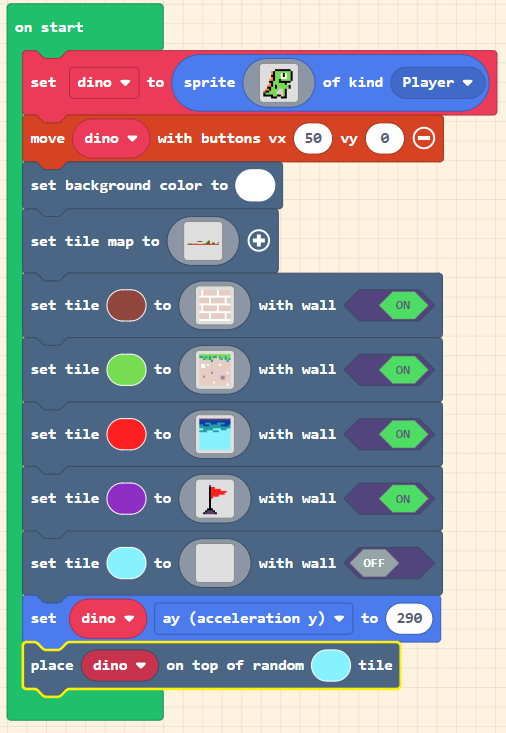 on start
set dino to sprite of kind Player
move dino with buttons vx 50 vy 0
set background color to
set tile map to
set tile to with wall ON
set tile to with wall ON
set tile to with wall ON
set tile to with wall ON
set tile to with wall OFF
set dino ay (acceleration y) to 290
place dino on top of random tile